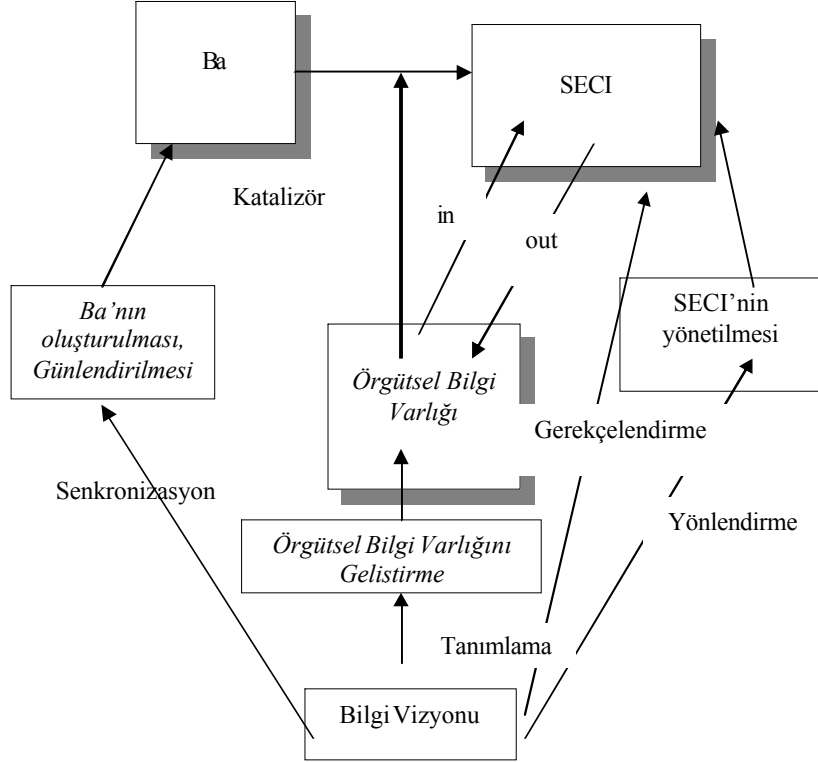 Ba
SECI
Katalizör
in
out
Ba’nın
oluşturulması,
Günlendirilmesi
SECI’nin
yönetilmesi
Örgütsel Bilgi
Varlığı
Gerekçelendirme
Senkronizasyon
Yönlendirme
Örgütsel Bilgi Varlığını
Gelistirme
Tanımlama
Bilgi Vizyonu